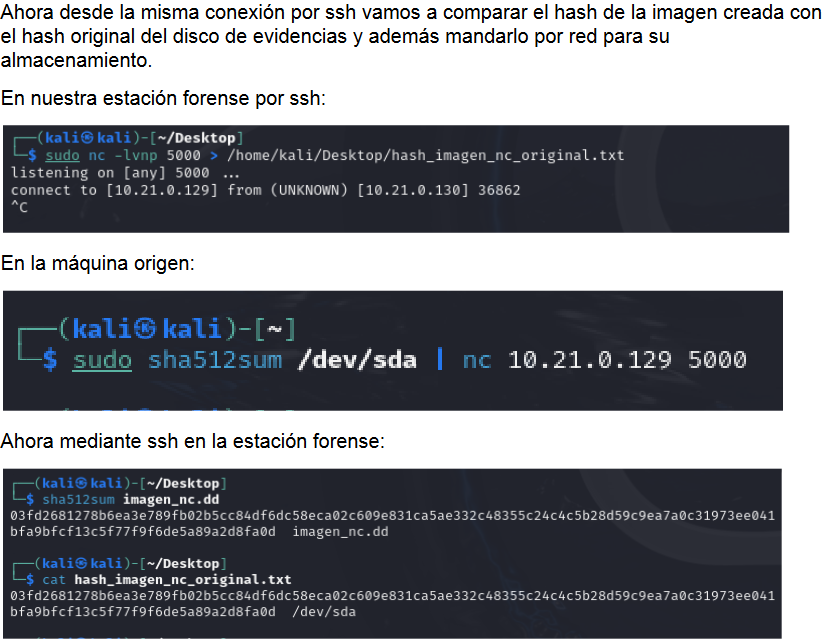 Ahora desde la misma conexión por ssh vamos a comparar el hash de la imagen creada con
el hash original del disco de evidencias y además mandarlo por red para su
almacenamiento.
En nuestra estación forense por ssh:
┌──(kali㉿kali)-[~/Desktop]
└─$ sudo nc -lvnp 5000 > /home/kali/Desktop/hash_imagen_nc_original.txt
listening on [any] 5000 ...
connect to [10.21.0.129] from (UNKNOWN) [10.21.0.130] 36862
^C
En la máquina origen:
┌──(kali㉿kali)-[~]
└─$ sudo sha512sum /dev/sda | nc 10.21.0.129 5000
Ahora mediante ssh en la estación forense:
┌──(kali㉿kali)-[~/Desktop]
└─$ sha512sum imagen_nc.dd
03fd2681278b6ea3e789fb02b5cc84df6dc58eca02c609e831ca5ae332c48355c24c4c5b28d59c9ea7a0c31973ee041
bfa9bfcf13c5f77f9f6de5a89a2d8fa0d  imagen_nc.dd
┌──(kali㉿kali)-[~/Desktop]
└─$ cat hash_imagen_nc_original.txt
03fd2681278b6ea3e789fb02b5cc84df6dc58eca02c609e831ca5ae332c48355c24c4c5b28d59c9ea7a0c31973ee041
bfa9bfcf13c5f77f9f6de5a89a2d8fa0d  /dev/sda